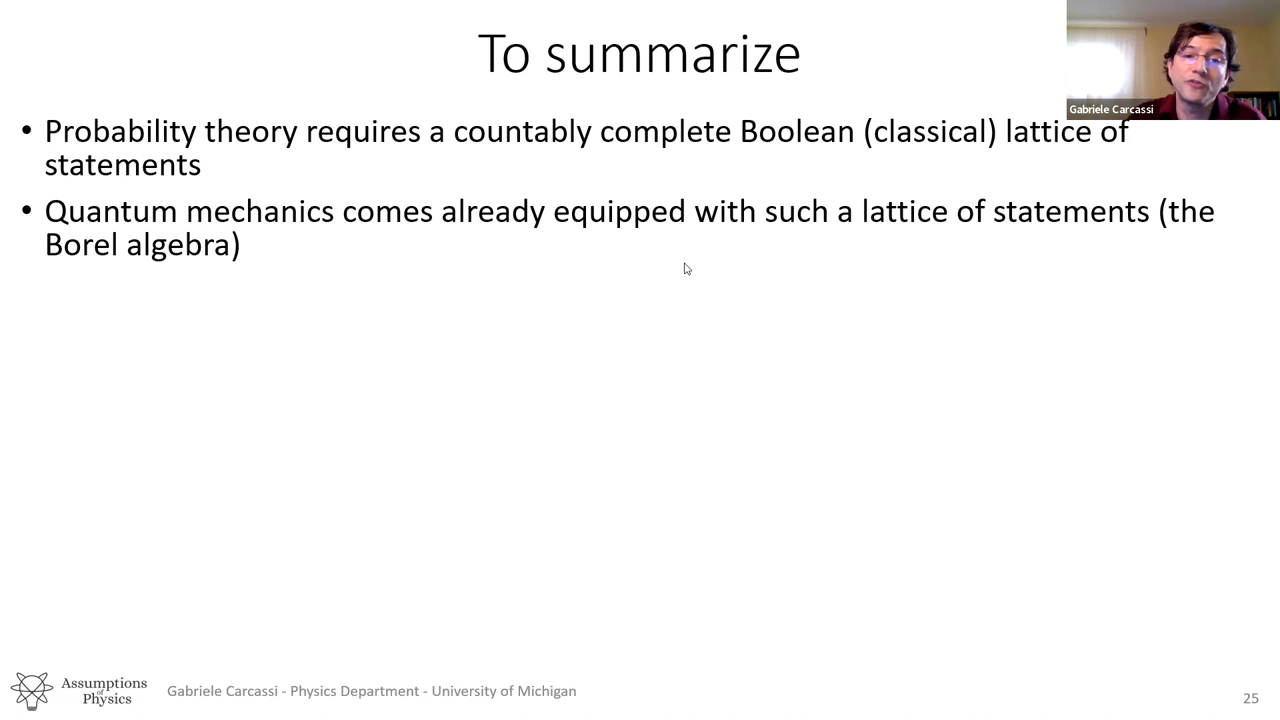 To summarize
Gabriele Carcassi
• Probability theory requires a countably complete Boolean (classical) lattice of
statements
• Quantum mechanics comes already equipped with such a lattice of statements (the
Borel algebra)
Assumptions
of
Physics
Gabriele Carcassi - Physics Department - University of Michigan
25